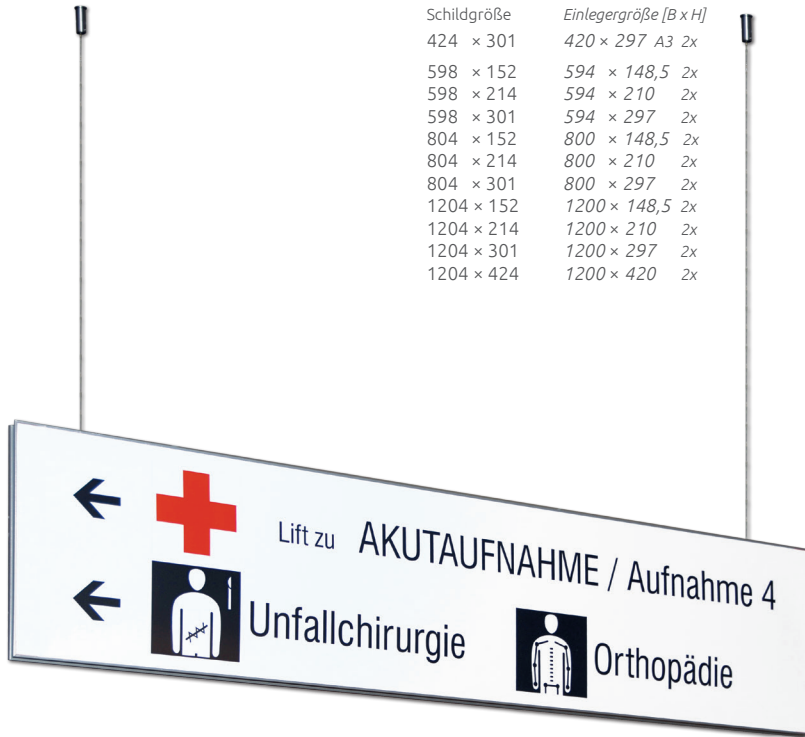 Schildgröße Einlegergröße [B x H]
424 × 301 420 × 297 A3 2x
598 × 152 594 × 148,5 2x
598 × 214 594 × 210 2x
598 × 301 594 × 297 2x
804 × 152 800 × 148,5 2x
804 × 214 800 × 210 2x
804 × 301 800 × 297 2x
1204 × 152 1200 × 148,5 2x
1204 × 214 1200 × 210 2x
1204 × 301 1200 × 297 2x
1204 × 424 1200 × 420 2x
Lift zu AKUTAUFNAHME / Aufnahme 4
Unfallchirurgie Orthopädie